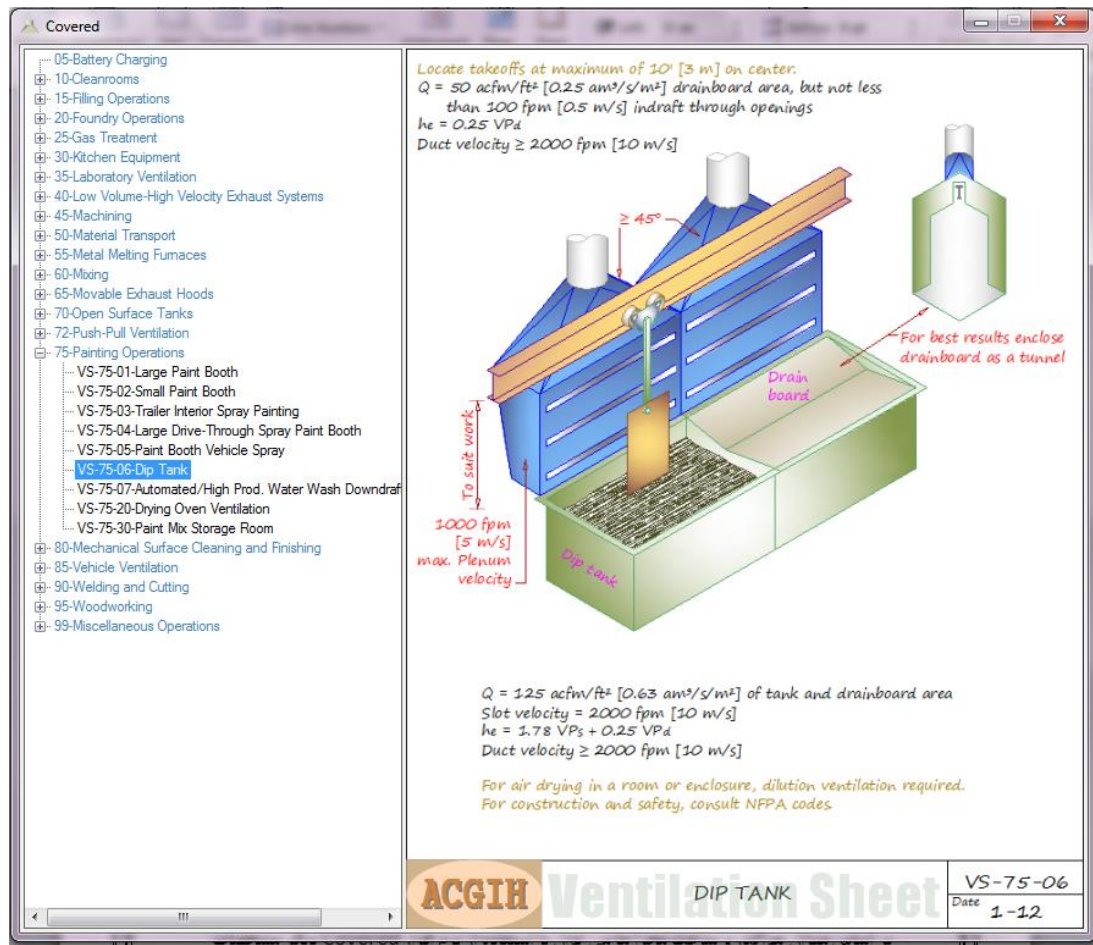 Covered
05-Battery Charging
10-Cleanrooms
15-Filling Operations
20-Foundry Operations
25-Gas Treatment
30-Kitchen Equipment
35-Laboratory Ventilation
40-Low Volume-High Velocity Exhaust Systems
45-Machining
50-Material Transport
55-Metal Melting Furnaces
60-Mixing
65-Movable Exhaust Hoods
70-Open Surface Tanks
72-Push-Pull Ventilation
75-Painting Operations
VS-75-01-Large Paint Booth
VS-75-02-Small Paint Booth
VS-75-03-Trailer Interior Spray Painting
VS-75-04-Large Drive-Through Spray Paint Booth
VS-75-05-Paint Booth Vehicle Spray
VS-75-06-Dip Tank
VS-75-07-Automated/High Prod. Water Wash Downdraf
VS-75-20-Drying Oven Ventilation
VS-75-30-Paint Mix Storage Room
80-Mechanical Surface Cleaning and Finishing
85-Vehicle Ventilation
90-Welding and Cutting
95-Woodworking
99-Miscellaneous Operations
Locate takeoffs at maximum of 10' [3 m] on center.
Q = 50 acfm/ft² [0.25 am³/s/m²] drainboard area, but not less
than 100 fpm [0.5 m/s] indraft through openings
he = 0.25 VPd
Duct velocity ≥ 2000 fpm [10 m/s]
≥ 45°
For best results enclose
drainboard as a tunnel
Drain
board
To suit work
1000 fpm
[5 m/s]
max. Plenum
velocity
Dip tank
Q = 125 acfm/ft² [0.63 am³/s/m²] of tank and drainboard area
Slot velocity = 2000 fpm [10 m/s]
he = 1.78 VPs + 0.25 VPd
Duct velocity ≥ 2000 fpm [10 m/s]
For air drying in a room or enclosure, dilution ventilation required.
For construction and safety, consult NFPA codes.
ACGIH Ventilation Sheet
DIP TANK
VS-75-06
Date 1-12